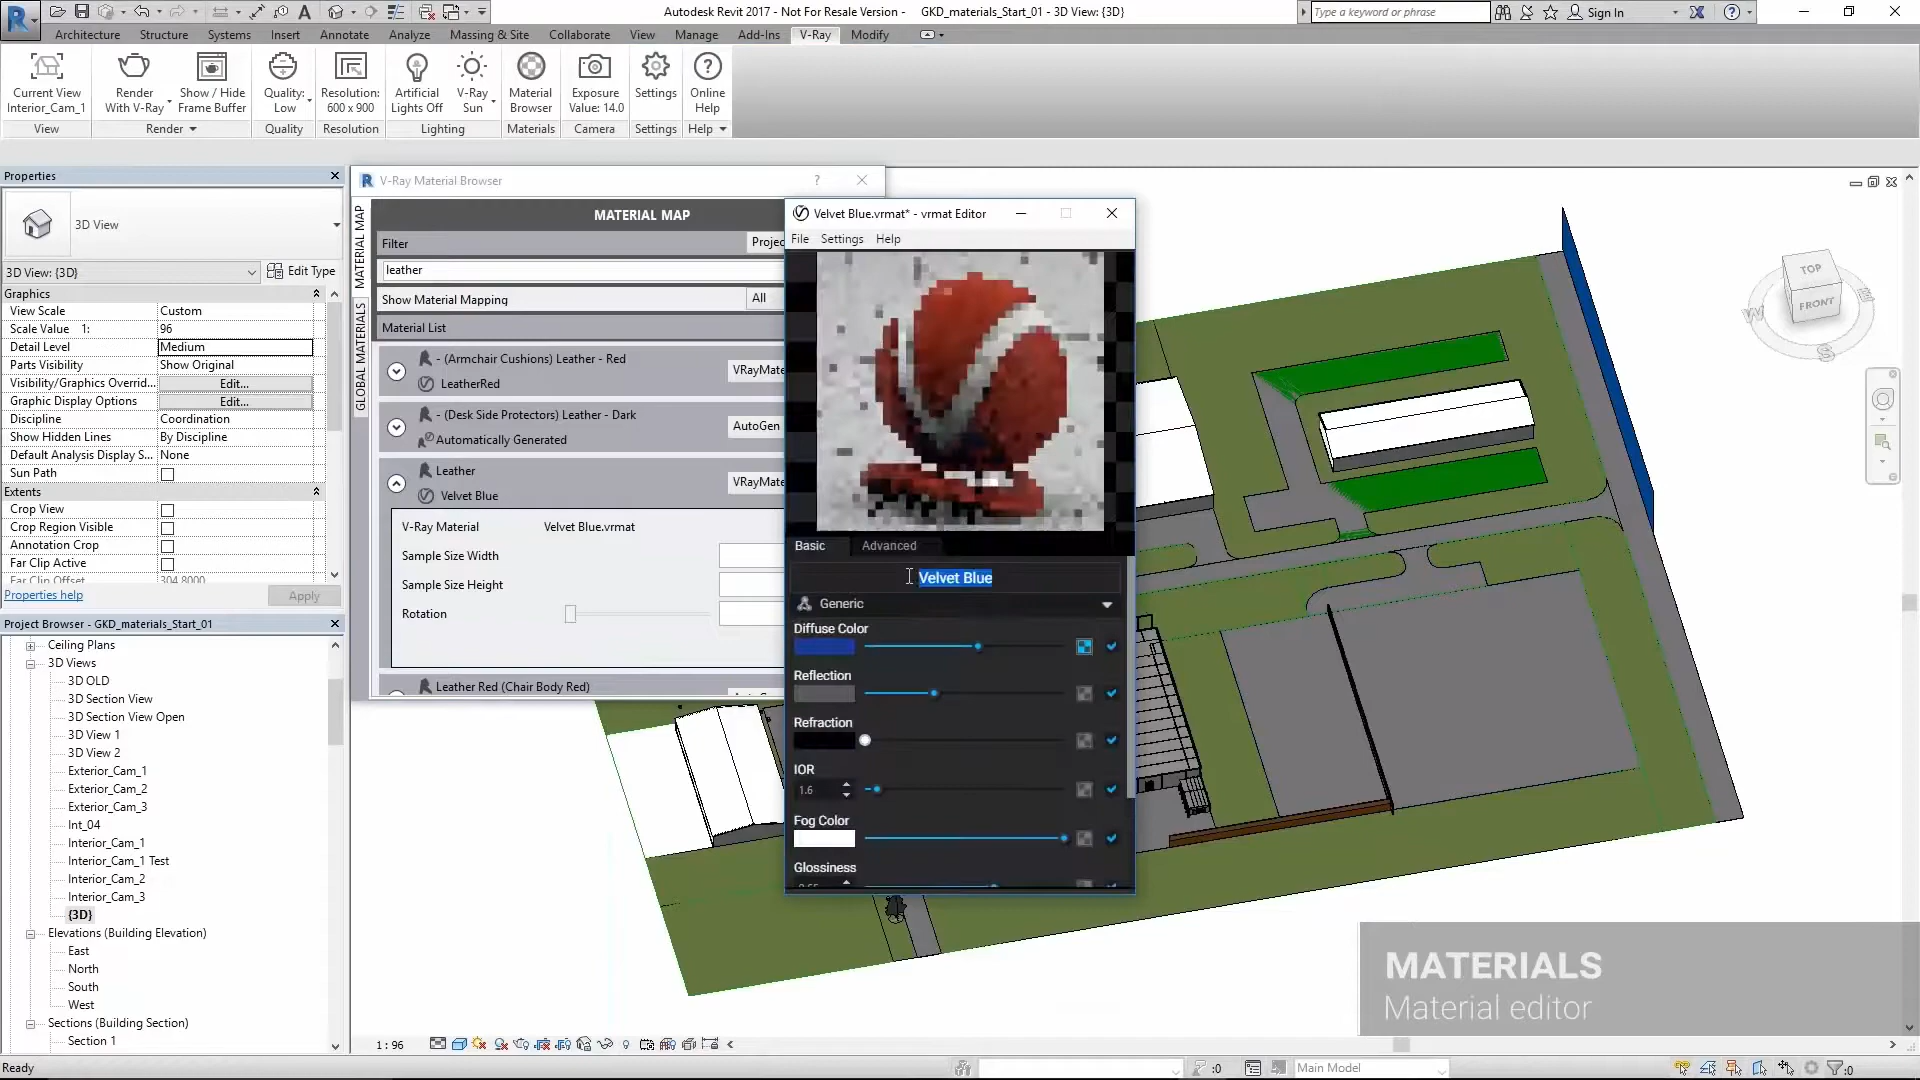 Autodesk Revit 2017 - Not For Resale Version - GKD_materials_Start_01 - 3D View: {3D}
Type a keyword or phrase
Sign In
Architecture Structure Systems Insert Annotate Analyze Massing & Site Collaborate View Manage Add-Ins V-Ray Modify
Current View
Interior_Cam_1
Render
With V-Ray
Show / Hide
Frame Buffer
Quality:
Low
Resolution:
600 x 900
Artificial
Lights Off
V-Ray
Sun
Material
Browser
Exposure
Value: 14.0
Settings
Online
Help
View Render Quality Resolution Lighting Materials Camera Settings Help
Properties
3D View
3D View: {3D}
Edit Type
Graphics
View Scale Custom
Scale Value 1: 96
Detail Level Medium
Parts Visibility Show Original
Visibility/Graphics Overrid... Edit...
Graphic Display Options Edit...
Discipline Coordination
Show Hidden Lines By Discipline
Default Analysis Display S... None
Sun Path
Extents
Crop View
Crop Region Visible
Annotation Crop
Far Clip Active
Far Clip Offset 304.8000
Properties help
Apply
Project Browser - GKD_materials_Start_01
Ceiling Plans
3D Views
3D OLD
3D Section View
3D Section View Open
3D View 1
3D View 2
Exterior_Cam_1
Exterior_Cam_2
Exterior_Cam_3
Int_04
Interior_Cam_1
Interior_Cam_1 Test
Interior_Cam_2
Interior_Cam_3
{3D}
Elevations (Building Elevation)
East
North
South
West
Sections (Building Section)
Section 1
V-Ray Material Browser
MATERIAL MAP
GLOBAL MATERIALS
MATERIAL MAP
Filter
Projec
leather
Show Material Mapping
All
Material List
- (Armchair Cushions) Leather - Red
LeatherRed
VRayMate
- (Desk Side Protectors) Leather - Dark
Automatically Generated
AutoGen
Leather
Velvet Blue
VRayMate
V-Ray Material Velvet Blue.vrmat
Sample Size Width
Sample Size Height
Rotation
Leather Red (Chair Body Red)
Velvet Blue.vrmat* - vrmat Editor
File Settings Help
Basic Advanced
Velvet Blue
Generic
Diffuse Color
Reflection
Refraction
IOR
1.6
Fog Color
Glossiness
TOP
FRONT
W
S
E
MATERIALS
Material editor
1 : 96
Ready
:0
Main Model
:0